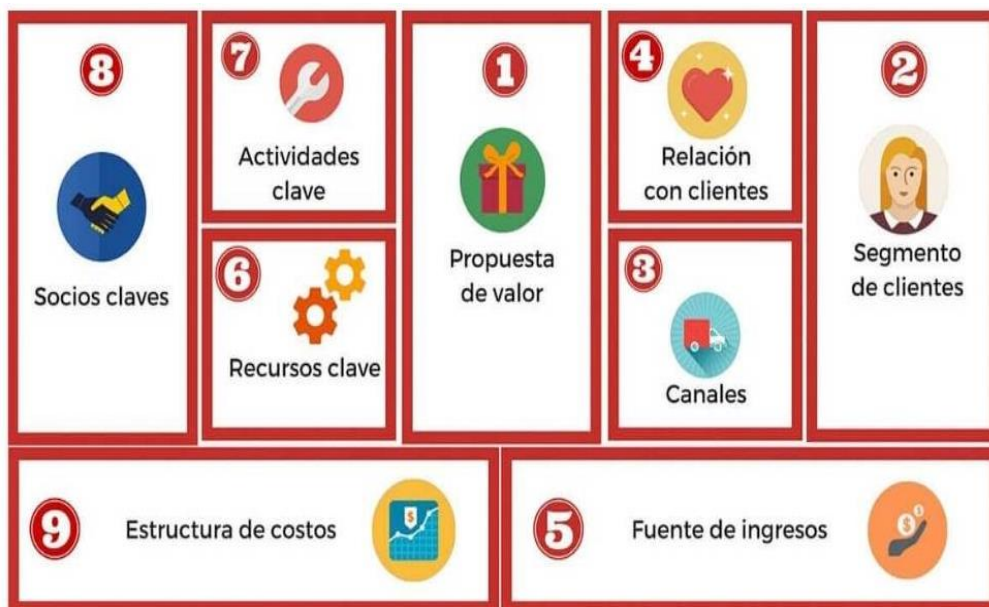 8
Socios claves
7
Actividades
clave
6
Recursos clave
1
Propuesta
de valor
4
Relación
con clientes
3
Canales
2
Segmento
de clientes
9
Estructura de costos
$
5
Fuente de ingresos
$
$